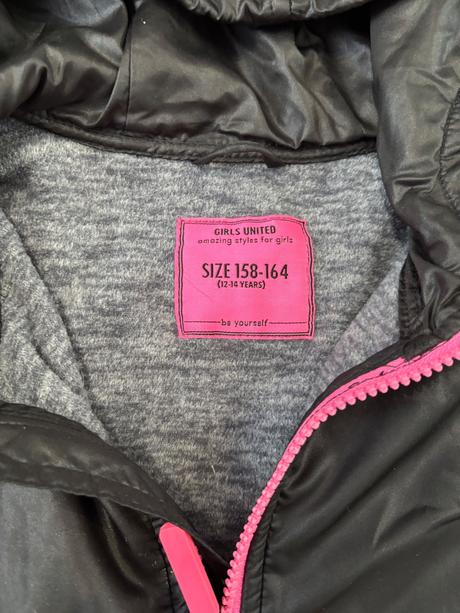 GIRLS UNITED
amazing styles for girls
SIZE 158-164
(12-14 YEARS)
be yourself